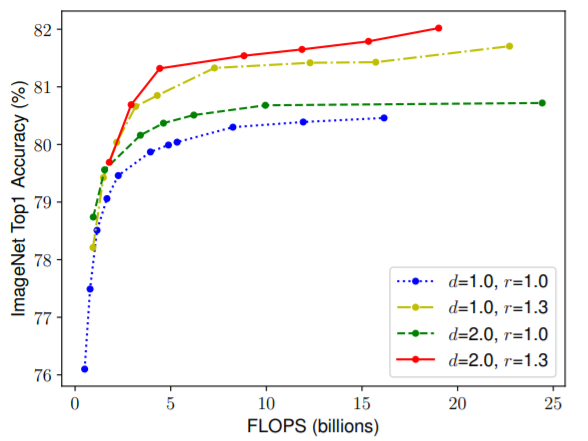 82
81
80
79
78
77
76
ImageNet Top1 Accuracy (%)
d=1.0, r=1.0
d=1.0, r=1.3
d=2.0, r=1.0
d=2.0, r=1.3
0 5 10 15 20 25
FLOPS (billions)